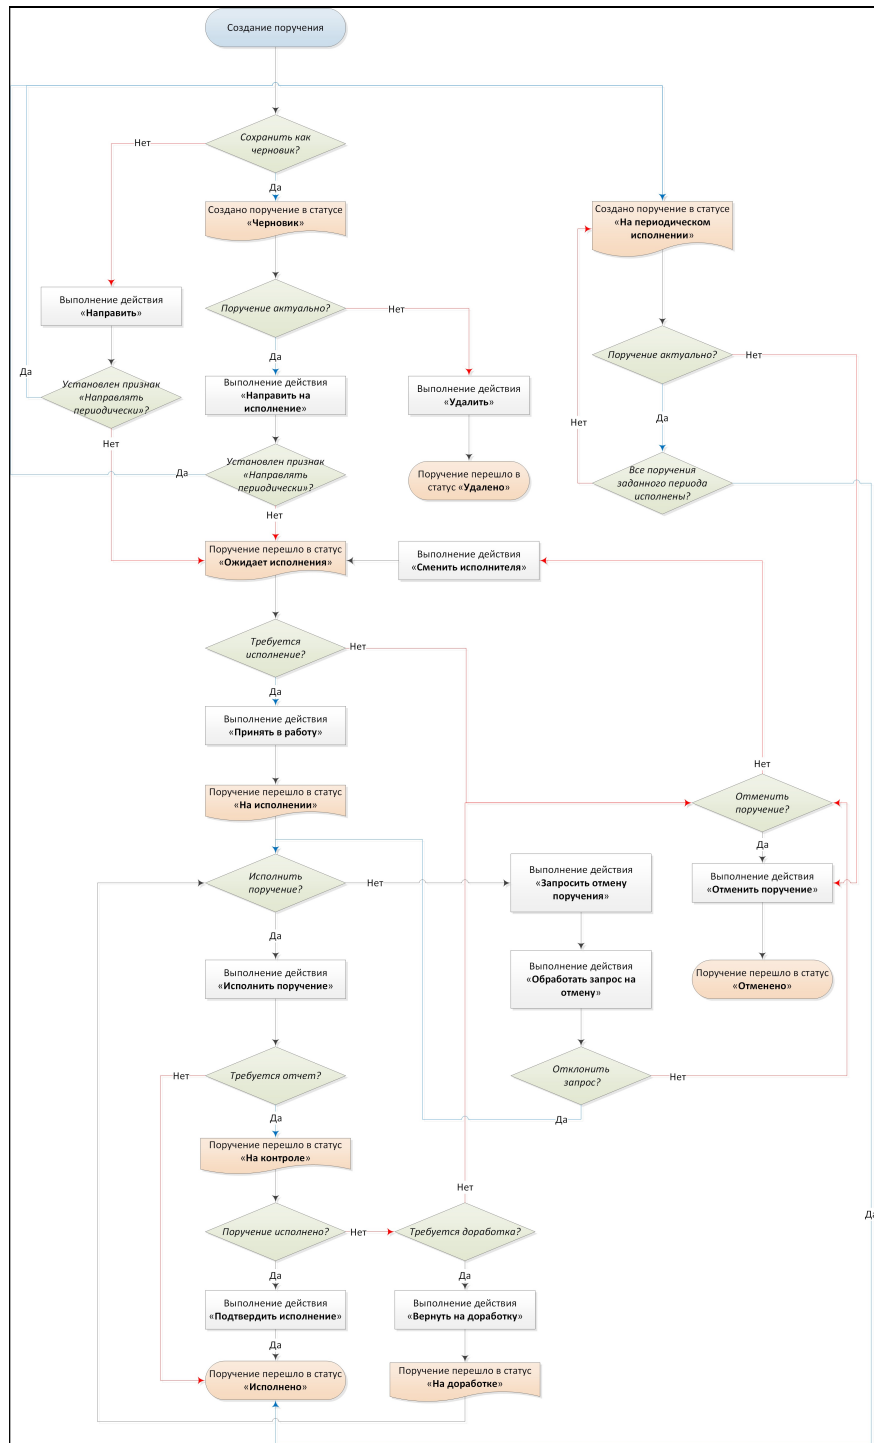 Создание поручения
Сохранить как
черновик?
Нет
Да
Создано поручение в статусе
«Черновик»
Создано поручение в статусе
«На периодическом
исполнении»
Выполнение действия
«Направить»
Поручение актуально?
Нет
Да
Поручение актуально?
Нет
Да
Установлен признак
«Направлять
периодически»?
Да
Нет
Выполнение действия
«Направить на
исполнение»
Выполнение действия
«Удалить»
Установлен признак
«Направлять
периодически»?
Да
Нет
Поручение перешло в
статус «Удалено»
Все поручения
заданного периода
исполнены?
Нет
Да
Поручение перешло в статус
«Ожидает исполнения»
Выполнение действия
«Сменить исполнителя»
Требуется
исполнение?
Нет
Да
Выполнение действия
«Принять в работу»
Поручение перешло в статус
«На исполнении»
Отменить
поручение?
Нет
Да
Исполнить
поручение?
Нет
Да
Выполнение действия
«Запросить отмену
поручения»
Выполнение действия
«Отменить поручение»
Выполнение действия
«Исполнить поручение»
Выполнение действия
«Обработать запрос на
отмену»
Поручение перешло в статус
«Отменено»
Требуется отчет?
Нет
Да
Отклонить
запрос?
Нет
Да
Поручение перешло в статус
«На контроле»
Поручение исполнено?
Нет
Да
Требуется доработка?
Нет
Да
Выполнение действия
«Подтвердить исполнение»
Да
Выполнение действия
«Вернуть на доработку»
Поручение перешло в статус
«Исполнено»
Поручение перешло в статус
«На доработке»